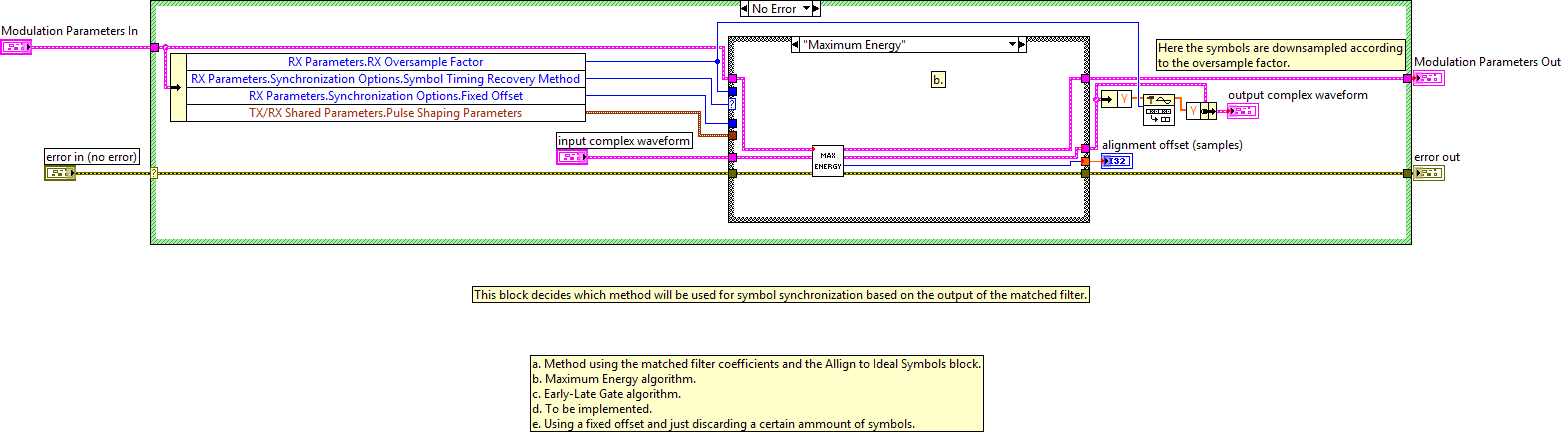 No Error
Modulation Parameters In
RX Parameters.RX Oversample Factor
RX Parameters.Synchronization Options.Symbol Timing Recovery Method
RX Parameters.Synchronization Options.Fixed Offset
TX/RX Shared Parameters.Pulse Shaping Parameters
"Maximum Energy"
b.
Here the symbols are downsampled according
to the oversample factor.
Modulation Parameters Out
Y
Y
output complex waveform
input complex waveform
MAX
ENERGY
alignment offset (samples)
I32
error in (no error)
?
?
error out
This block decides which method will be used for symbol synchronization based on the output of the matched filter.
a. Method using the matched filter coefficients and the Allign to Ideal Symbols block.
b. Maximum Energy algorithm.
c. Early-Late Gate algorithm.
d. To be implemented.
e. Using a fixed offset and just discarding a certain ammount of symbols.